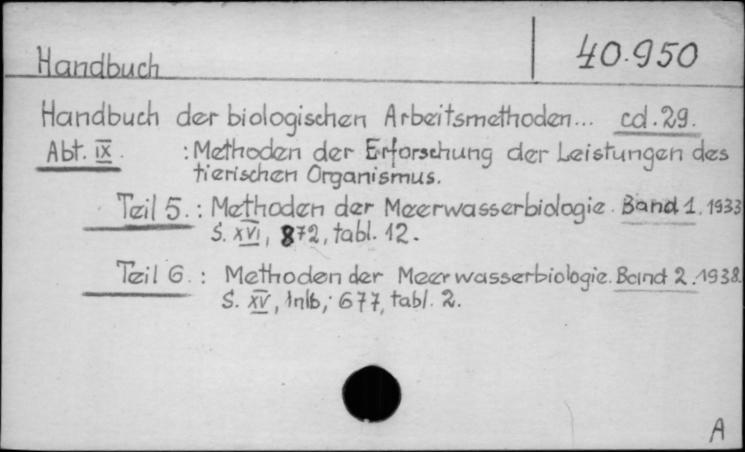 Handbuch
40.950
Handbuch der biologischen Arbeitsmethoden... cd.29.
Abt. IX. : Methoden der Erforschung der Leistungen des
tierischen Organismus.
Teil 5. : Methoden der Meerwasserbiologie. Band 1. 1933
S. XVI, 872, tabl. 12.
Teil 6. : Methoden der Meerwasserbiologie. Band 2. 1938.
S. XV, 1nlb, 677, tabl. 2.
A